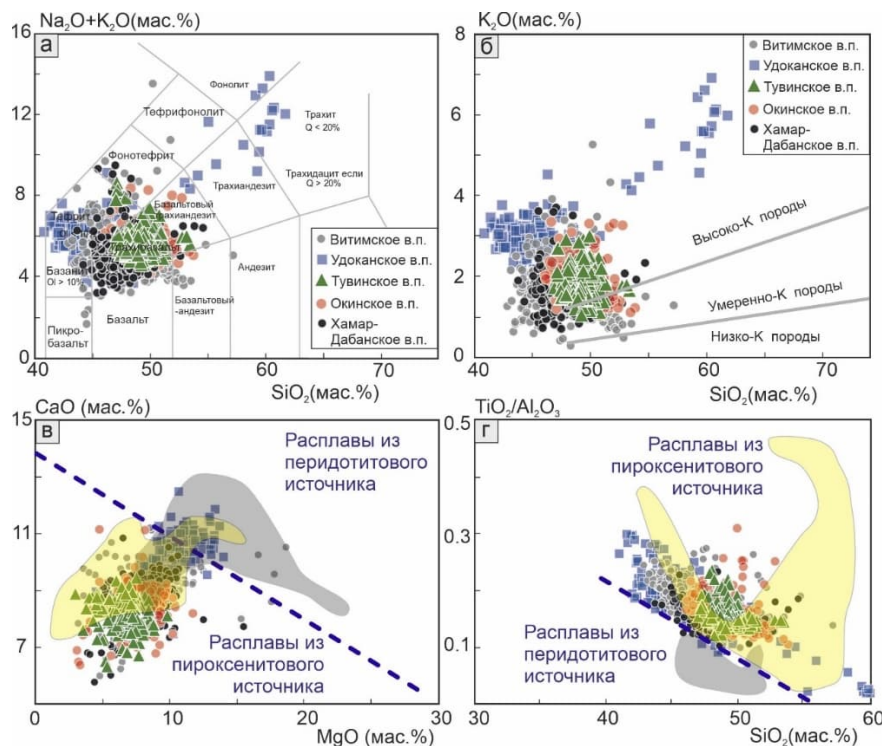 Na₂O+K₂O(мас.%)
16
12
8
4
0
а
Фонолит
Тефрифонолит
Трахит
Q < 20%
Фонотефрит
Трахидацит если
Q > 20%
Трахиандезит
Базальтовый
трахиандезит
Тефрит
Трахибазальт
Базанит
Ol > 10%
Андезит
Базальтовый
-андезит
Базальт
Пикро-
базальт
Витимское в.п.
Удоканское в.п.
Тувинское в.п.
Окинское в.п.
Хамар-
Дабанское в.п.
40 50 60 70
SiO₂(мас.%)
K₂O(мас.%)
8
6
4
2
0
б
Витимское в.п.
Удоканское в.п.
Тувинское в.п.
Окинское в.п.
Хамар-
Дабанское в.п.
Высоко-К породы
Умеренно-К породы
Низко-К породы
40 50 60 70
SiO₂(мас.%)
CaO (мас.%)
15
11
7
в
Расплавы из
перидотитового
источника
Расплавы из
пироксенитового
источника
0 10 20 30
MgO (мас.%)
TiO₂/Al₂O₃
0.5
0.3
0.1
г
Расплавы из
пироксенитового
источника
Расплавы из
перидотитового
источника
30 40 50 60
SiO₂(мас.%)